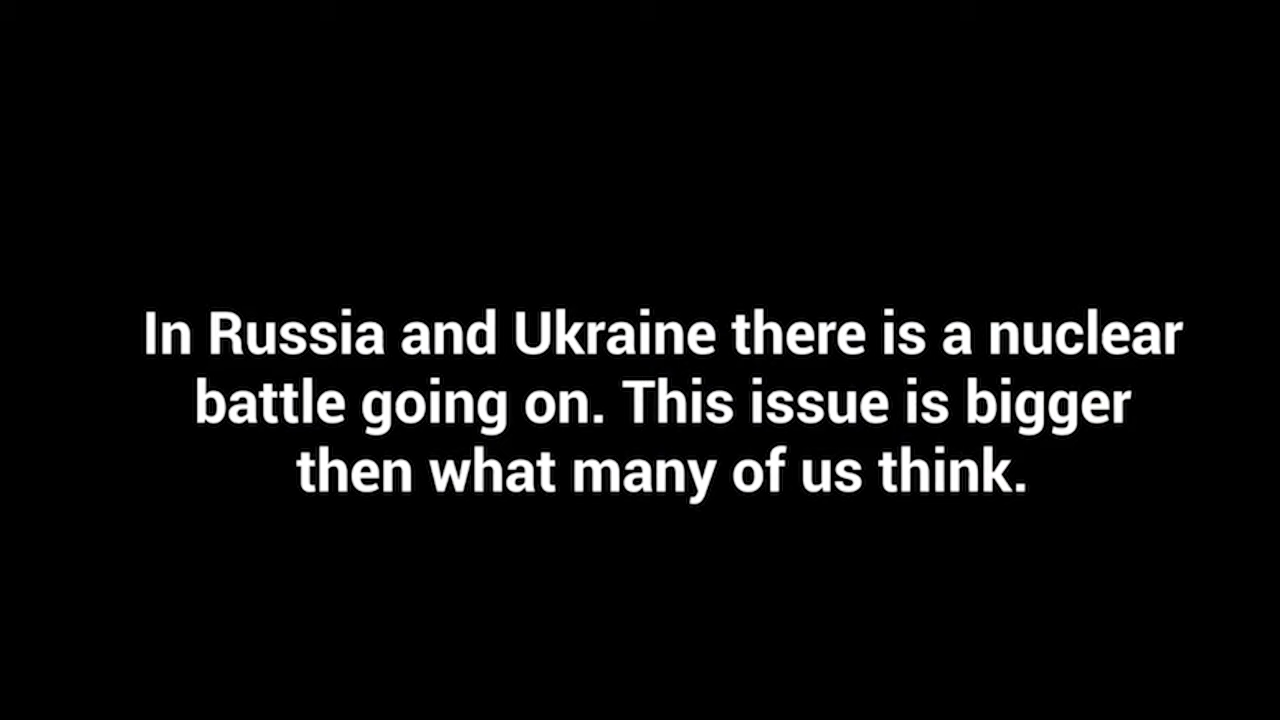 In Russia and Ukraine there is a nuclear
battle going on. This issue is bigger
then what many of us think.